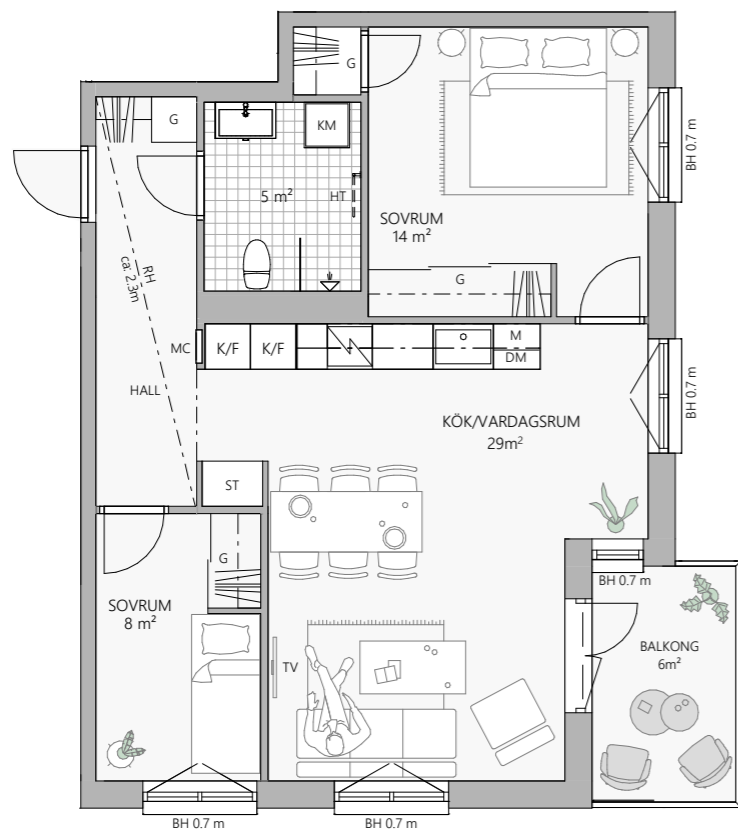 G
G
KM
BH 0.7 m
5 m²
HT
SOVRUM
14 m²
RH
ca: 2.3m
G
MC
K/F
K/F
M
DM
HALL
BH 0.7 m
KÖK/VARDAGSRUM
29m²
ST
G
BH 0.7 m
SOVRUM
8 m²
BALKONG
6m²
TV
BH 0.7 m
BH 0.7 m